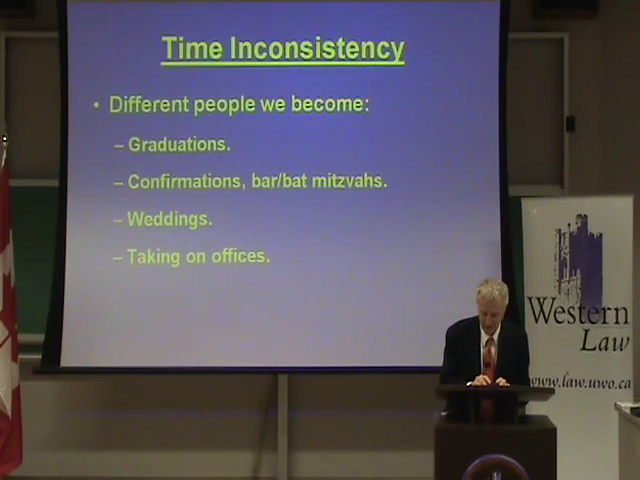 Time Inconsistency
• Different people we become:
– Graduations.
– Confirmations, bar/bat mitzvahs.
– Weddings.
– Taking on offices.
Western
Law
www.law.uwo.ca